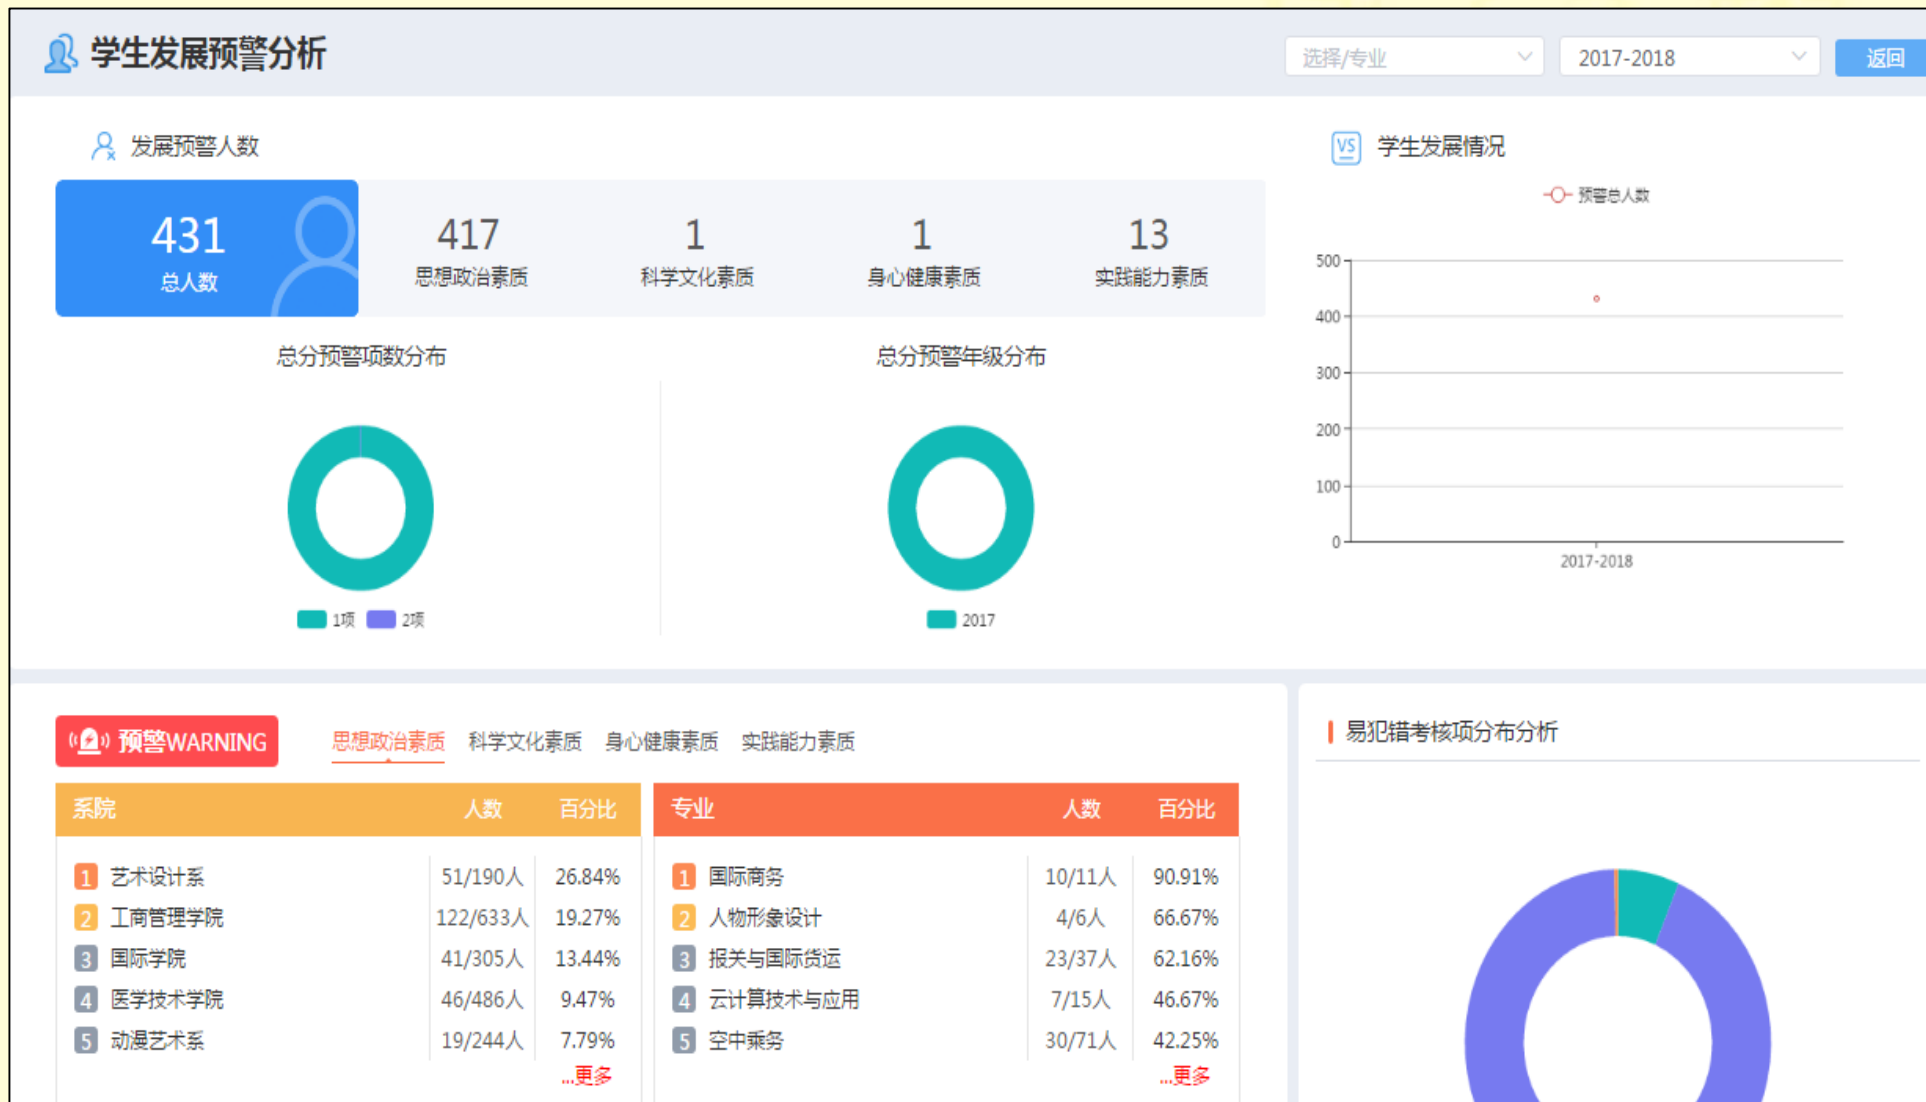 学生发展预警分析
选择/专业
2017-2018
返回
发展预警人数
431
总人数
417
思想政治素质
1
科学文化素质
1
身心健康素质
13
实践能力素质
总分预警项数分布
1项 2项
总分预警年级分布
2017
VS 学生发展情况
预警总人数
500
400
300
200
100
0
2017-2018
预警WARNING
思想政治素质 科学文化素质 身心健康素质 实践能力素质
系院 人数 百分比
1 艺术设计系 51/190人 26.84%
2 工商管理学院 122/633人 19.27%
3 国际学院 41/305人 13.44%
4 医学技术学院 46/486人 9.47%
5 动漫艺术系 19/244人 7.79%
...更多
专业 人数 百分比
1 国际商务 10/11人 90.91%
2 人物形象设计 4/6人 66.67%
3 报关与国际货运 23/37人 62.16%
4 云计算技术与应用 7/15人 46.67%
5 空中乘务 30/71人 42.25%
...更多
易犯错考核项分布分析